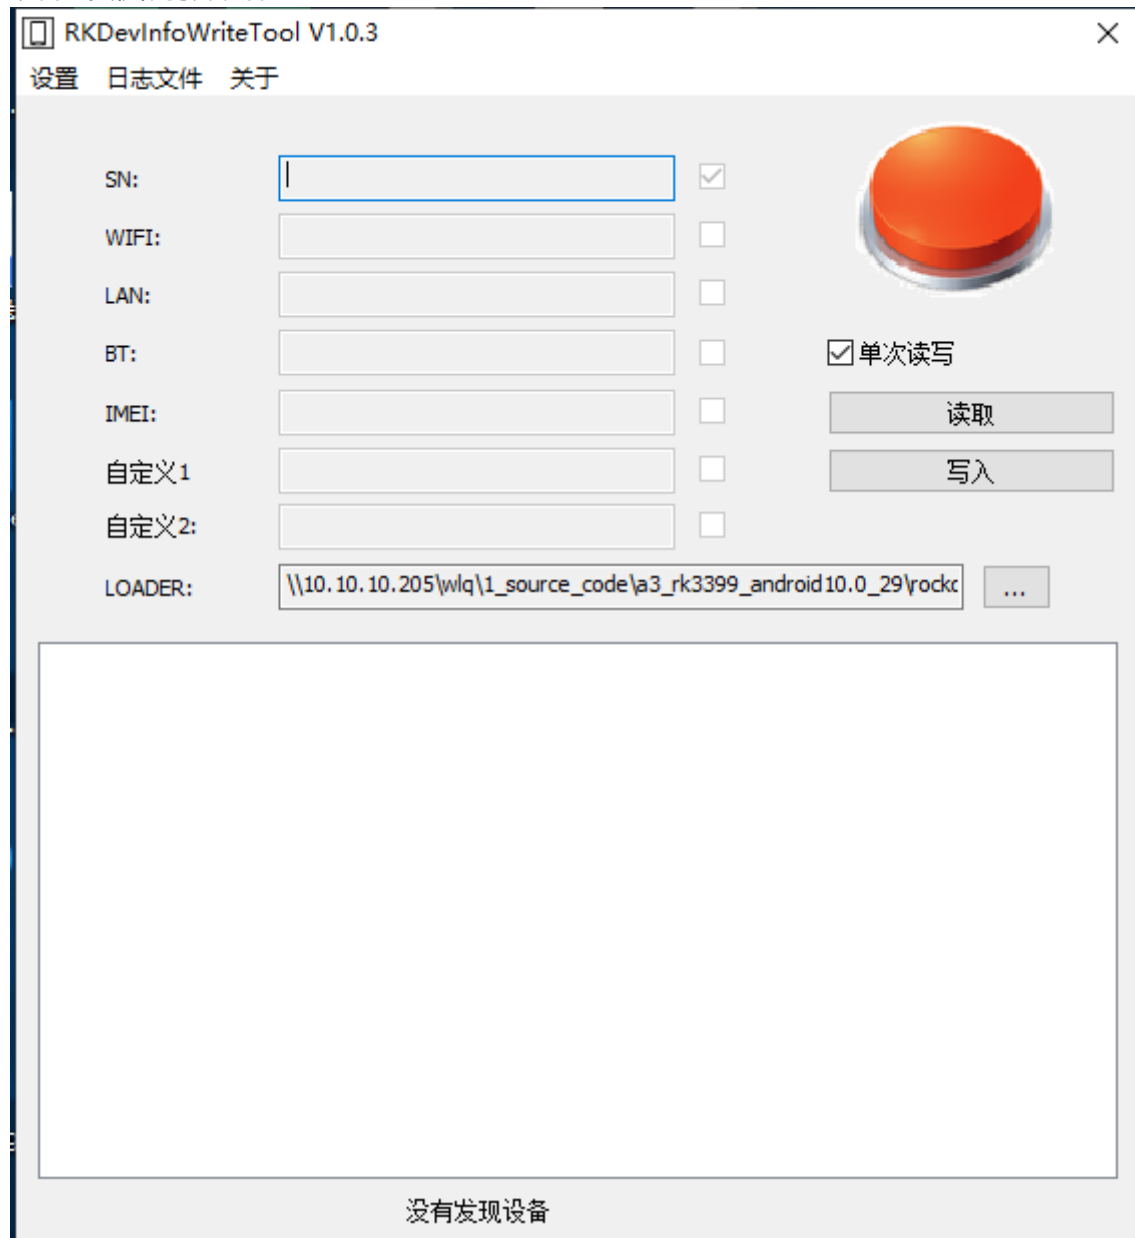 RKDevInfoWriteTool V1.0.3
设置 日志文件 关于
SN:
WIFI:
LAN:
BT:
单次读写
IMEI:
读取
自定义1
写入
自定义2:
LOADER: \\10.10.10.205\wlq\1_source_code\a3_rk3399_android10.0_29\rockc ...
没有发现设备